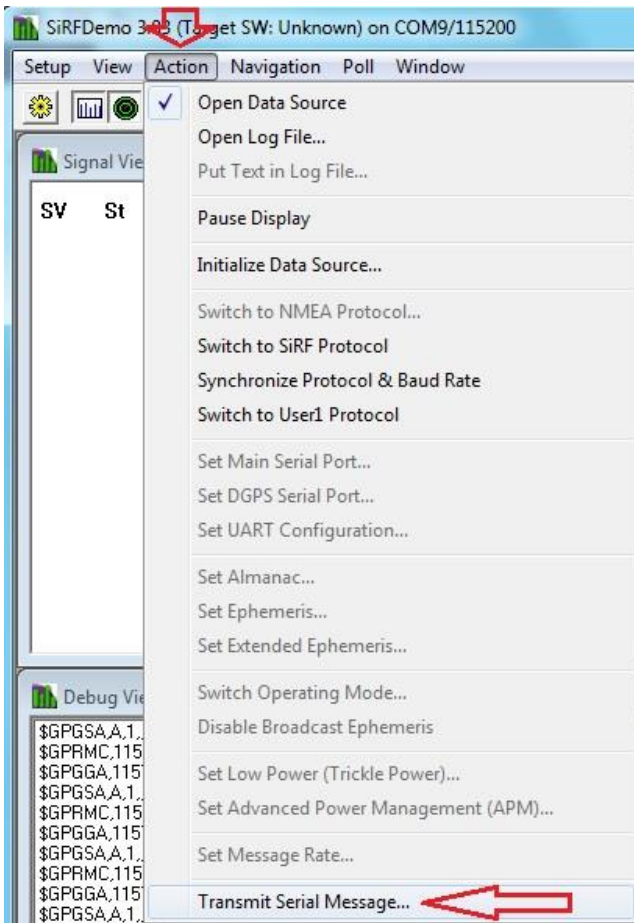 SiRFDemo 3.83 (Target SW: Unknown) on COM9/115200
Setup View Action Navigation Poll Window
Open Data Source
Open Log File...
Put Text in Log File...
Pause Display
Initialize Data Source...
Switch to NMEA Protocol...
Switch to SiRF Protocol
Synchronize Protocol & Baud Rate
Switch to User1 Protocol
Set Main Serial Port...
Set DGPS Serial Port...
Set UART Configuration...
Set Almanac...
Set Ephemeris...
Set Extended Ephemeris...
Switch Operating Mode...
Disable Broadcast Ephemeris
Set Low Power (Trickle Power)...
Set Advanced Power Management (APM)...
Set Message Rate...
Transmit Serial Message...
Signal Vie
SV St
Debug Vie
$GPGSA,A,1,.
$GPRMC,115
$GPGGA,115
$GPGSA,A,1,.
$GPRMC,115
$GPGGA,115
$GPGSA,A,1,.
$GPRMC,115
$GPGGA,115
$GPGSA,A,1,.